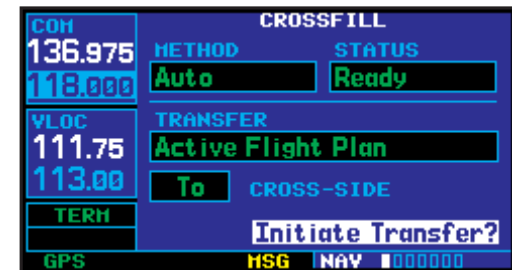 COM
136.975
118.000
VLOC
111.75
113.00
TERM
GPS
CROSSFILL
METHOD STATUS
Auto Ready
TRANSFER
Active Flight Plan
To CROSS-SIDE
Initiate Transfer?
MSG NAV